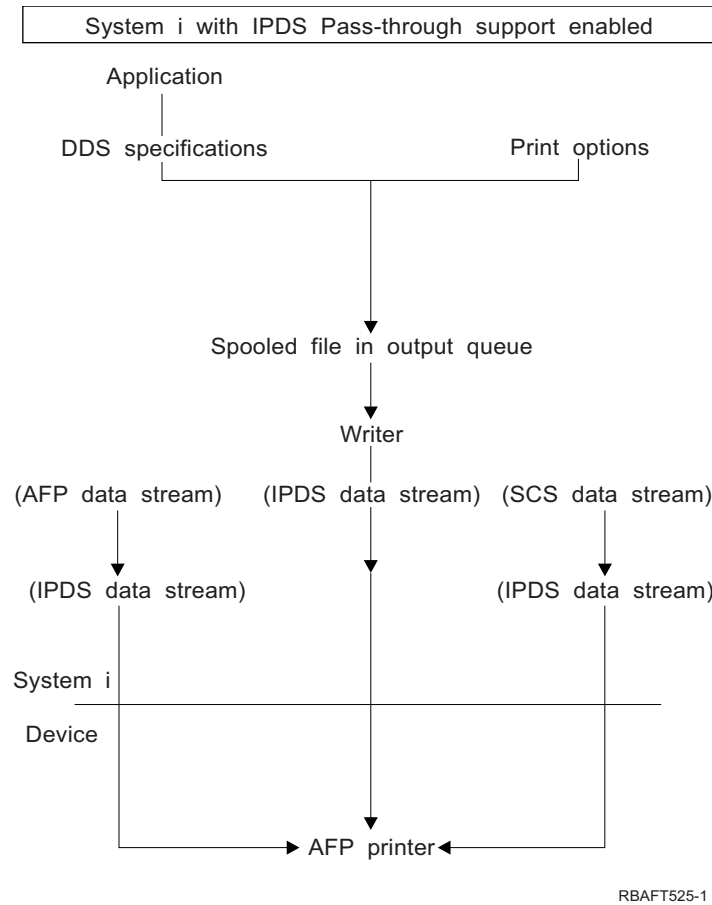 System i with IPDS Pass-through support enabled
Application
DDS specifications
Print options
Spooled file in output queue
Writer
(AFP data stream)
(IPDS data stream)
(SCS data stream)
(IPDS data stream)
(IPDS data stream)
System i
Device
AFP printer
RBAFT525-1